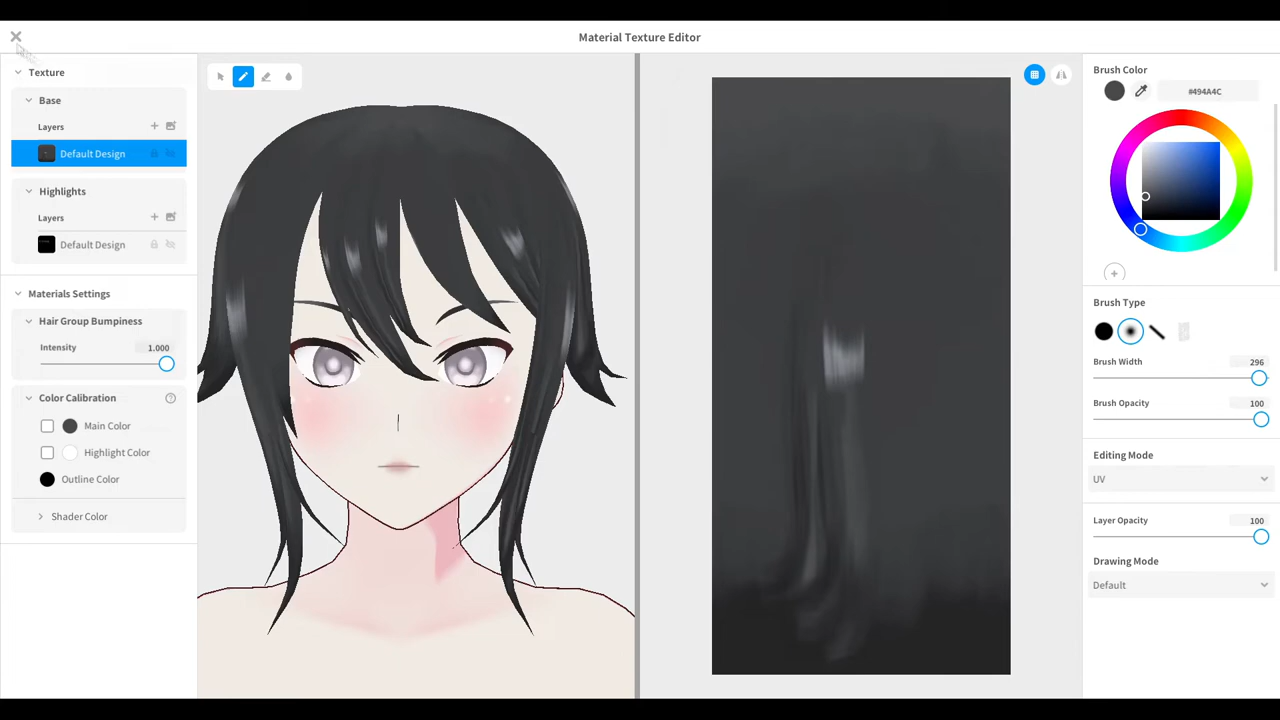 Material Texture Editor
Texture
Base
Layers
Default Design
Highlights
Layers
Default Design
Materials Settings
Hair Group Bumpiness
Intensity
1.000
Color Calibration
Main Color
Highlight Color
Outline Color
Shader Color
Brush Color
#494A4C
Brush Type
Brush Width
296
Brush Opacity
100
Editing Mode
UV
Layer Opacity
100
Drawing Mode
Default